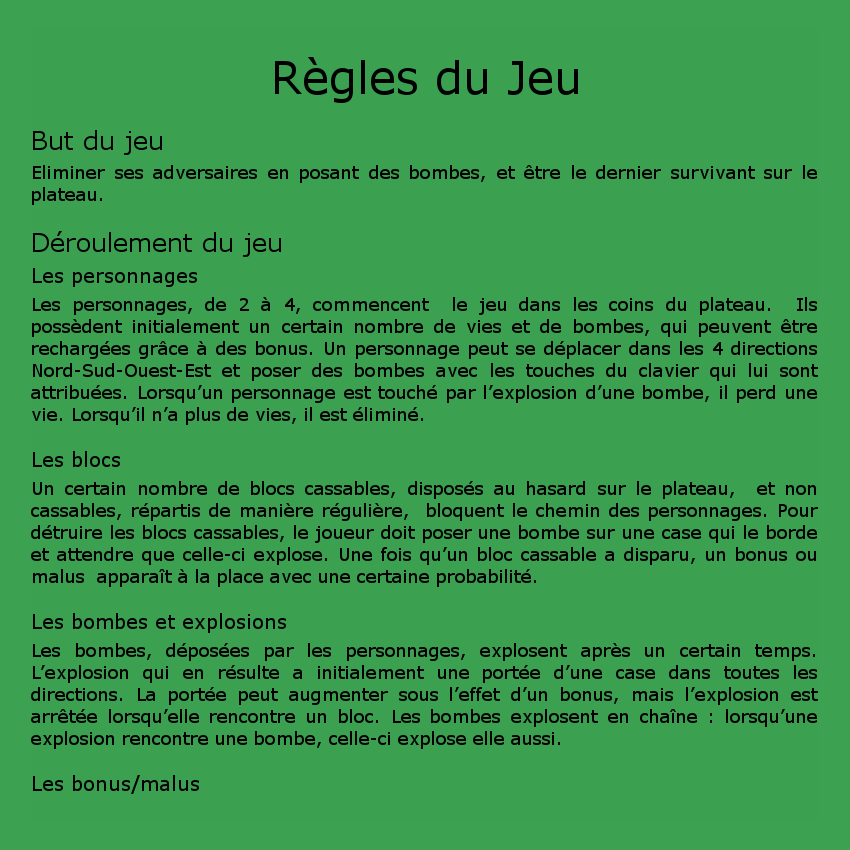 Règles du Jeu
But du jeu
Eliminer ses adversaires en posant des bombes, et être le dernier survivant sur le
plateau.
Déroulement du jeu
Les personnages
Les personnages, de 2 à 4, commencent le jeu dans les coins du plateau. Ils
possèdent initialement un certain nombre de vies et de bombes, qui peuvent être
rechargées grâce à des bonus. Un personnage peut se déplacer dans les 4 directions
Nord-Sud-Ouest-Est et poser des bombes avec les touches du clavier qui lui sont
attribuées. Lorsqu’un personnage est touché par l’explosion d’une bombe, il perd une
vie. Lorsqu’il n’a plus de vies, il est éliminé.
Les blocs
Un certain nombre de blocs cassables, disposés au hasard sur le plateau, et non
cassables, répartis de manière régulière, bloquent le chemin des personnages. Pour
détruire les blocs cassables, le joueur doit poser une bombe sur une case qui le borde
et attendre que celle-ci explose. Une fois qu’un bloc cassable a disparu, un bonus ou
malus apparaît à la place avec une certaine probabilité.
Les bombes et explosions
Les bombes, déposées par les personnages, explosent après un certain temps.
L’explosion qui en résulte a initialement une portée d’une case dans toutes les
directions. La portée peut augmenter sous l’effet d’un bonus, mais l’explosion est
arrêtée lorsqu’elle rencontre un bloc. Les bombes explosent en chaîne : lorsqu’une
explosion rencontre une bombe, celle-ci explose elle aussi.
Les bonus/malus